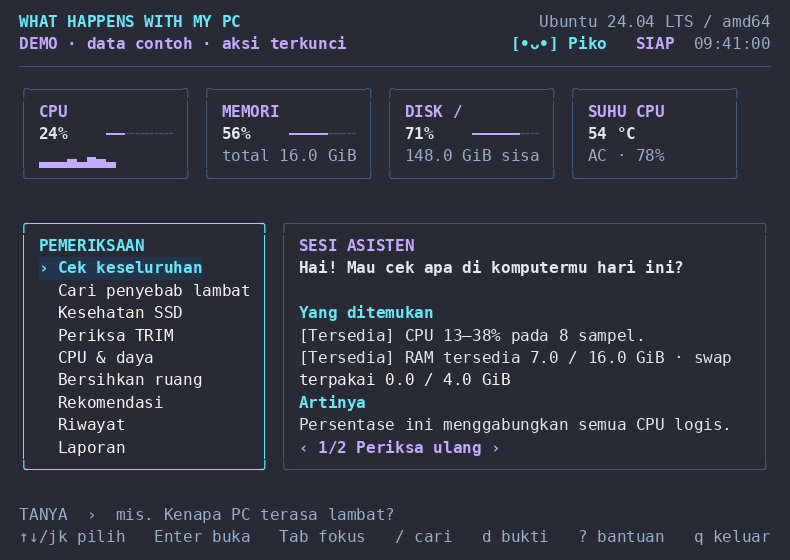 WHAT HAPPENS WITH MY PC
Ubuntu 24.04 LTS / amd64
DEMO · data contoh · aksi terkunci
[•ᴗ•] Piko SIAP 09:41:00
CPU
24%
MEMORI
56%
total 16.0 GiB
DISK /
71%
148.0 GiB sisa
SUHU CPU
54 °C
AC · 78%
PEMERIKSAAN
› Cek keseluruhan
Cari penyebab lambat
Kesehatan SSD
Periksa TRIM
CPU & daya
Bersihkan ruang
Rekomendasi
Riwayat
Laporan
SESI ASISTEN
Hai! Mau cek apa di komputermu hari ini?
Yang ditemukan
[Tersedia] CPU 13–38% pada 8 sampel.
[Tersedia] RAM tersedia 7.0 / 16.0 GiB · swap
terpakai 0.0 / 4.0 GiB
Artinya
Persentase ini menggabungkan semua CPU logis.
‹ 1/2 Periksa ulang ›
TANYA › mis. Kenapa PC terasa lambat?
↑↓/jk pilih Enter buka Tab fokus / cari d bukti ? bantuan q keluar